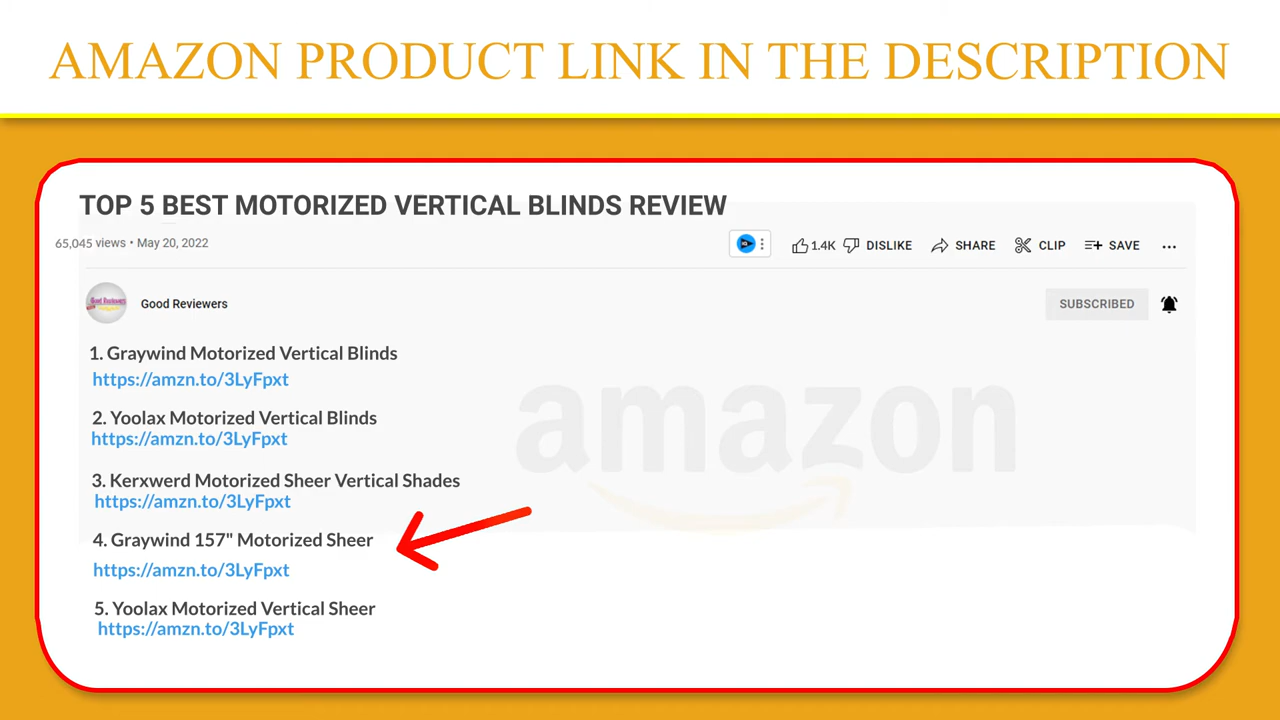 AMAZON PRODUCT LINK IN THE DESCRIPTION
TOP 5 BEST MOTORIZED VERTICAL BLINDS REVIEW
65,045 views • May 20, 2022
1.4K DISLIKE SHARE CLIP SAVE ...
Good Reviewers
SUBSCRIBED
1. Graywind Motorized Vertical Blinds
https://amzn.to/3LyFpxt
2. Yoolax Motorized Vertical Blinds
https://amzn.to/3LyFpxt
3. Kerxwerd Motorized Sheer Vertical Shades
https://amzn.to/3LyFpxt
4. Graywind 157" Motorized Sheer
https://amzn.to/3LyFpxt
5. Yoolax Motorized Vertical Sheer
https://amzn.to/3LyFpxt
amazon